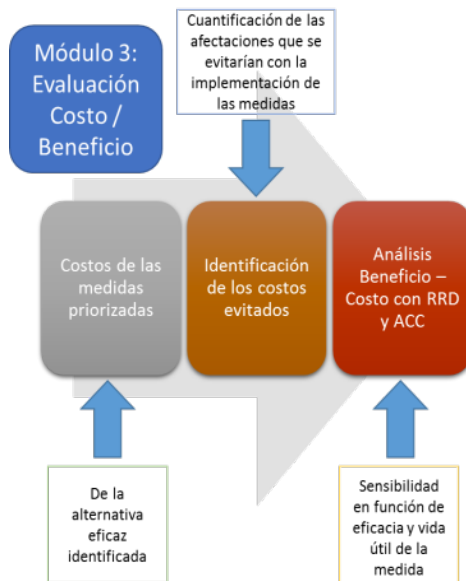 Módulo 3:
Evaluación
Costo /
Beneficio
Cuantificación de las
afectaciones que se
evitarían con la
implementación de
las medidas
Costos de las
medidas
priorizadas
Identificación
de los costos
evitados
Análisis
Beneficio –
Costo con RRD
y ACC
De la
alternativa
eficaz
identificada
Sensibilidad
en función de
eficacia y vida
útil de la
medida